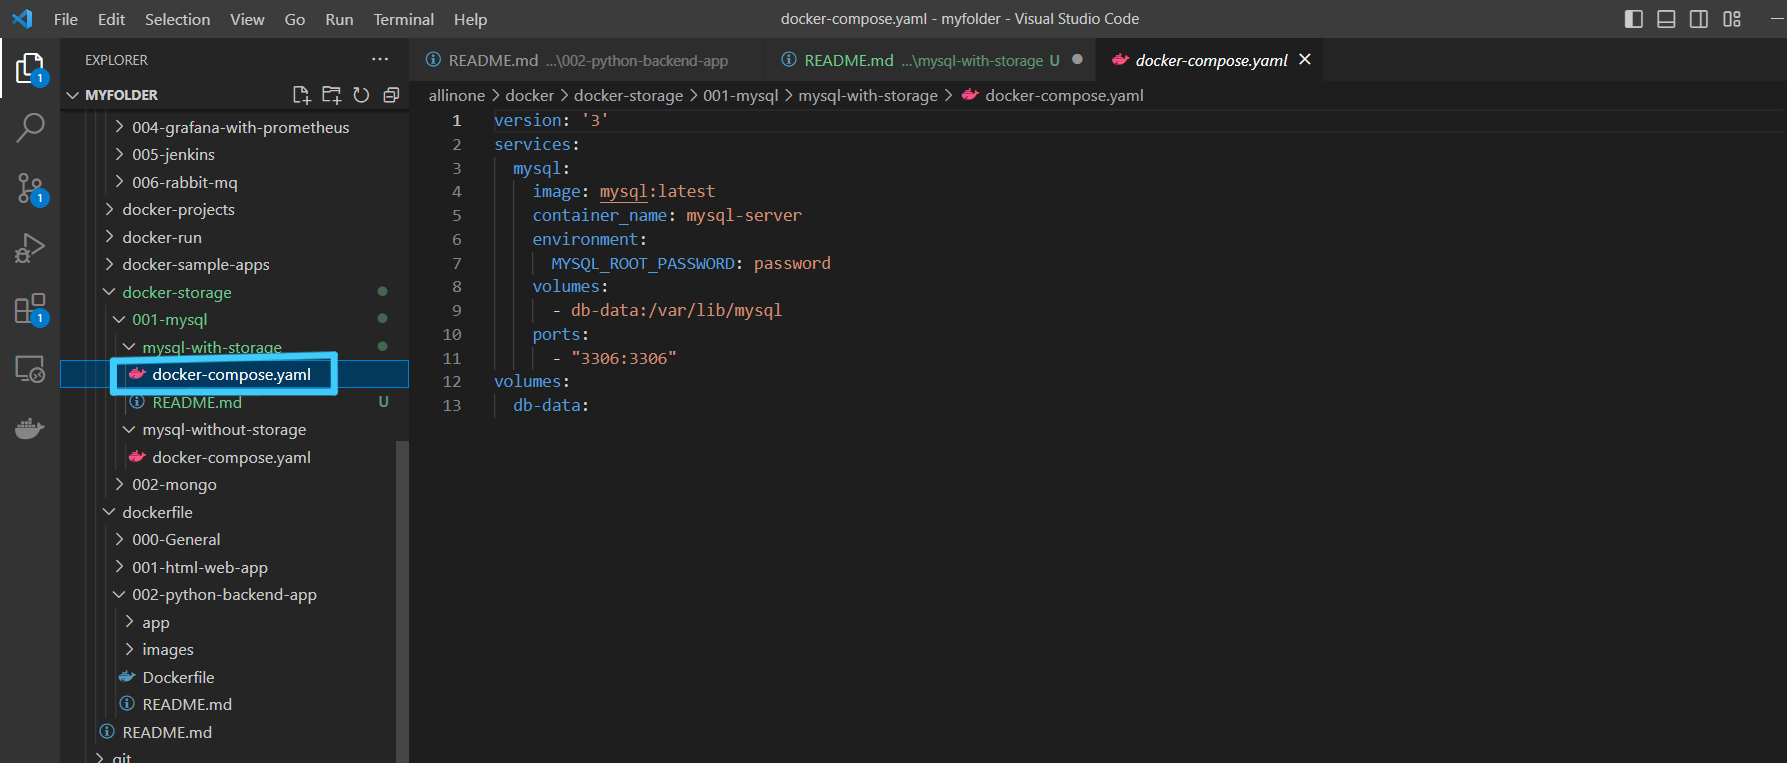 File Edit Selection View Go Run Terminal Help
docker-compose.yaml - myfolder - Visual Studio Code
EXPLORER
MYFOLDER
004-grafana-with-prometheus
005-jenkins
006-rabbit-mq
docker-projects
docker-run
docker-sample-apps
docker-storage
001-mysql
mysql-with-storage
docker-compose.yaml
README.md U
mysql-without-storage
docker-compose.yaml
002-mongo
dockerfile
000-General
001-html-web-app
002-python-backend-app
app
images
Dockerfile
README.md
README.md
git
1
1
1
README.md ...\002-python-backend-app
README.md ...\mysql-with-storage U
docker-compose.yaml
allinone > docker > docker-storage > 001-mysql > mysql-with-storage > docker-compose.yaml
1 version: '3'
2 services:
3 mysql:
4 image: mysql:latest
5 container_name: mysql-server
6 environment:
7 MYSQL_ROOT_PASSWORD: password
8 volumes:
9 - db-data:/var/lib/mysql
10 ports:
11 - "3306:3306"
12 volumes:
13 db-data: